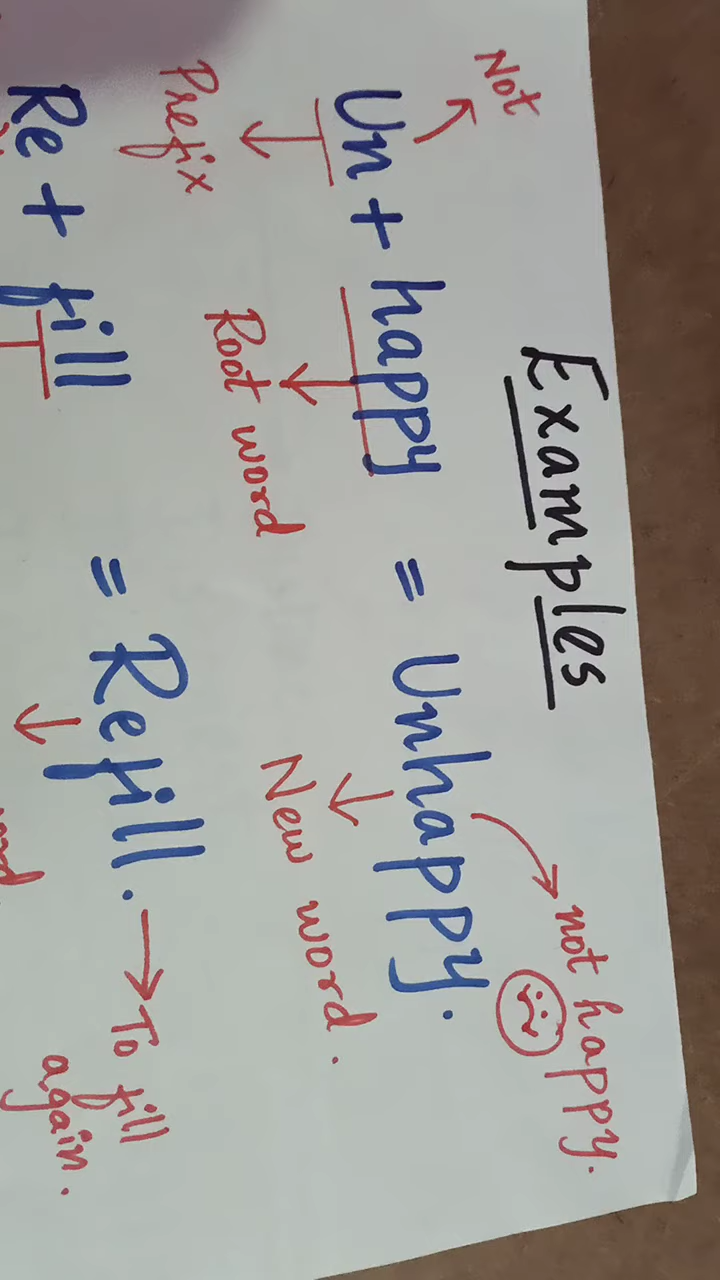 Examples
Not
not happy.
Un + happy = Unhappy.
Prefix
Root word
New word.
Re + fill = Refill. → To fill
again.